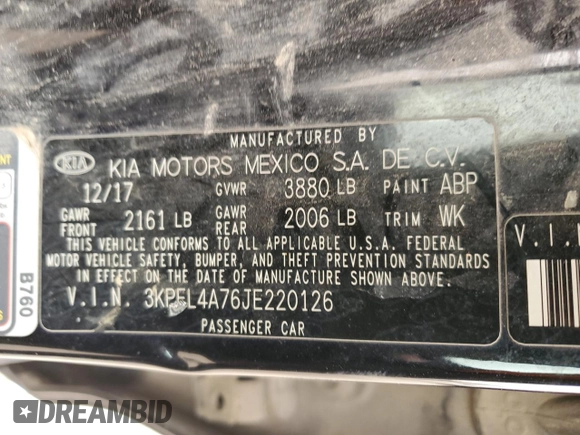 MANUFACTURED BY
KIA KIA MOTORS MEXICO S.A. DE C.V.
12/17 GVWR 3880 LB PAINT ABP
GAWR FRONT 2161 LB GAWR REAR 2006 LB TRIM WK
THIS VEHICLE CONFORMS TO ALL APPLICABLE U.S.A. FEDERAL
MOTOR VEHICLE SAFETY, BUMPER, AND THEFT PREVENTION STANDARDS
IN EFFECT ON THE DATE OF MANUFACTURE SHOWN ABOVE.
V.I.N. 3KPFL4A76JE220126
PASSENGER CAR
B760
V.I.N
DREAMBID